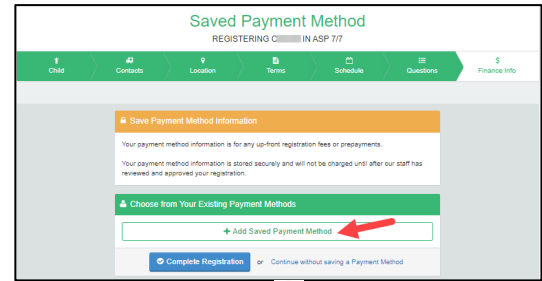 Saved Payment Method
REGISTERING C IN ASP 7/7
Child Contacts Location Terms Schedule Questions Finance Info
Save Payment Method Information
Your payment method information is for any up-front registration fees or prepayments.
Your payment method information is stored securely and will not be charged until after our staff has
reviewed and approved your registration.
Choose from Your Existing Payment Methods
+ Add Saved Payment Method
Complete Registration or Continue without saving a Payment Method